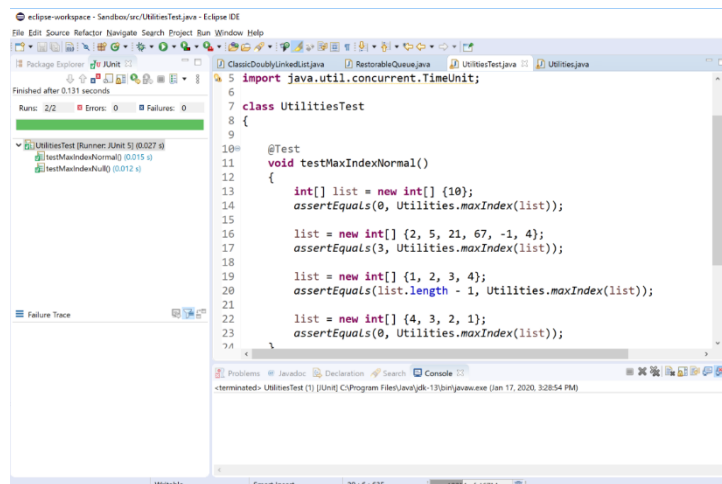 eclipse-workspace - Sandbox/src/UtilitiesTest.java - Eclipse IDE
File Edit Source Refactor Navigate Search Project Run Window Help
Package Explorer JUnit
ClassicDoublyLinkedList.java RestorableQueue.java UtilitiesTest.java Utilities.java
Finished after 0.131 seconds
Runs: 2/2 Errors: 0 Failures: 0
UtilitiesTest [Runner: JUnit 5] (0.027 s)
testMaxIndexNormal() (0.015 s)
testMaxIndexNull() (0.012 s)
5 import java.util.concurrent.TimeUnit;
6
7 class UtilitiesTest
8 {
9
10 @Test
11 void testMaxIndexNormal()
12 {
13 int[] list = new int[] {10};
14 assertEquals(0, Utilities.maxIndex(list));
15
16 list = new int[] {2, 5, 21, 67, -1, 4};
17 assertEquals(3, Utilities.maxIndex(list));
18
19 list = new int[] {1, 2, 3, 4};
20 assertEquals(list.length - 1, Utilities.maxIndex(list));
21
22 list = new int[] {4, 3, 2, 1};
23 assertEquals(0, Utilities.maxIndex(list));
24 }
Failure Trace
Problems Javadoc Declaration Search Console
<terminated> UtilitiesTest (1) [JUnit] C:\Program Files\Java\jdk-13\bin\javaw.exe (Jan 17, 2020, 3:28:54 PM)